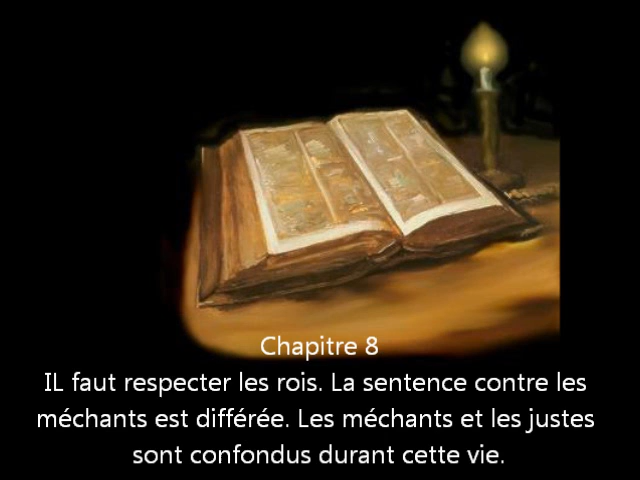 Chapitre 8
IL faut respecter les rois. La sentence contre les
méchants est différée. Les méchants et les justes
sont confondus durant cette vie.